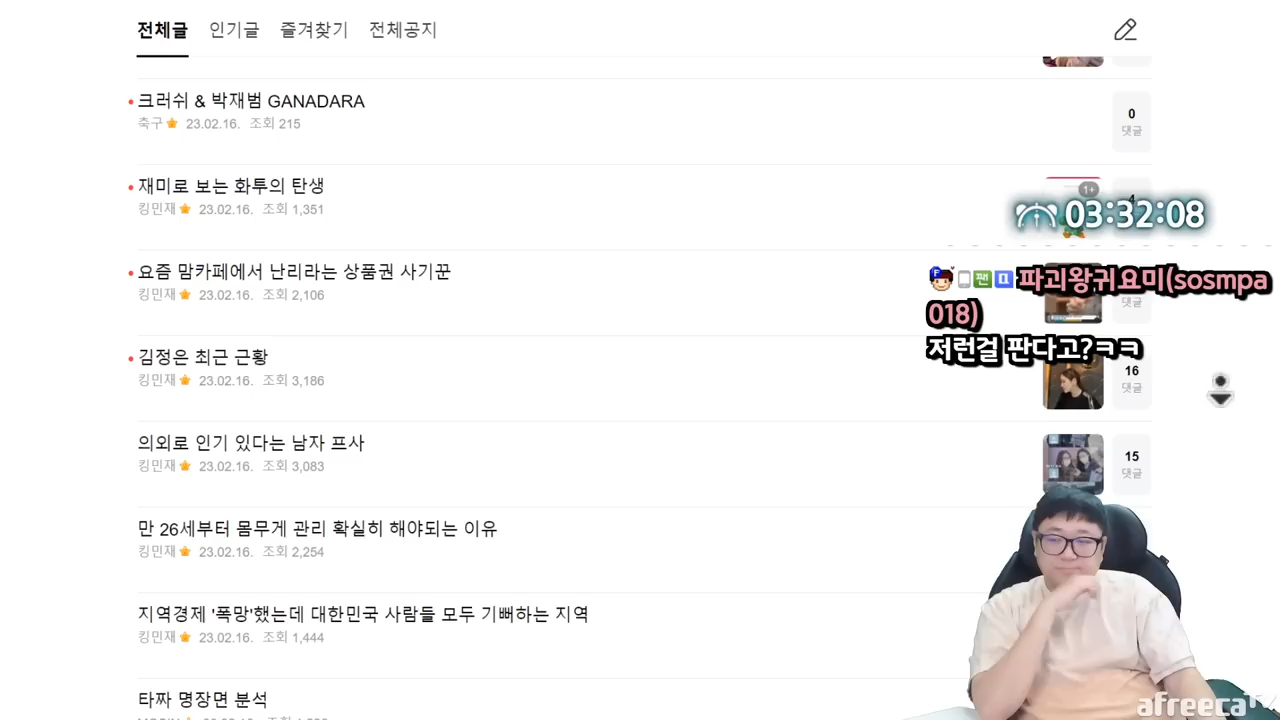 전체글 인기글 즐겨찾기 전체공지
크러쉬 & 박재범 GANADARA
축구 23.02.16. 조회 215
0
댓글
재미로 보는 화투의 탄생
킹민재 23.02.16. 조회 1,351
1+
4
03:32:08
요즘 맘카페에서 난리라는 상품권 사기꾼
킹민재 23.02.16. 조회 2,106
댓글
파괴왕귀요미(sosmpa
018)
저런걸 판다고?ㅋㅋ
김정은 최근 근황
킹민재 23.02.16. 조회 3,186
16
댓글
의외로 인기 있다는 남자 프사
킹민재 23.02.16. 조회 3,083
15
댓글
만 26세부터 몸무게 관리 확실히 해야되는 이유
킹민재 23.02.16. 조회 2,254
지역경제 '폭망'했는데 대한민국 사람들 모두 기뻐하는 지역
킹민재 23.02.16. 조회 1,444
타짜 명장면 분석
afreecaTV